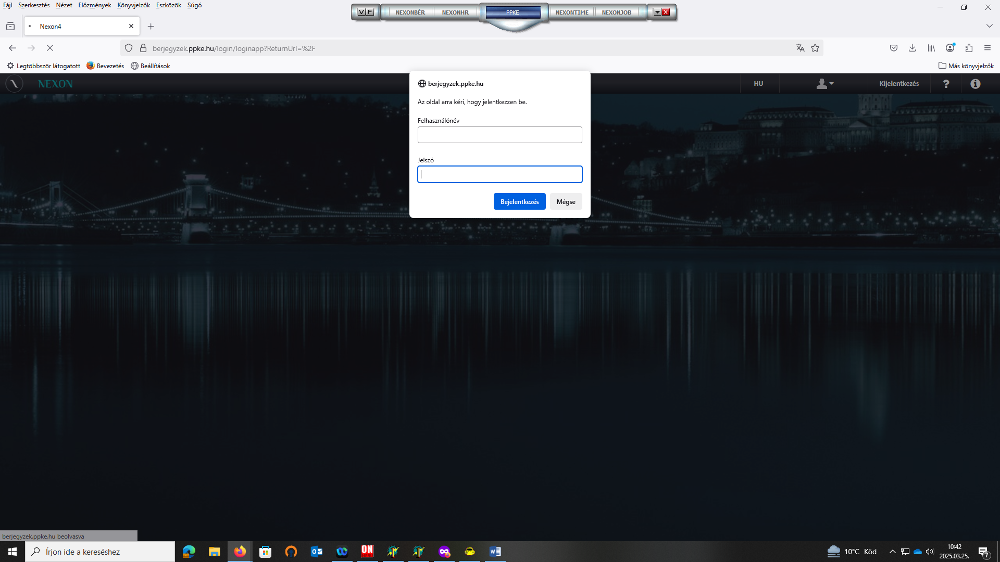 Fájl Szerkesztés Nézet Előzmények Könyvjelzők Eszközök Súgó
V F NEXONBÉR NEXONHR PPKE NEXONTIME NEXONJOB
Nexon4
berjegyzek.ppke.hu/login/loginapp?ReturnUrl=%2F
Legtöbbször látogatott Bevezetés Beállítások Más könyvjelzők
NEXON HU Kijelentkezés ?
berjegyzek.ppke.hu
Az oldal arra kéri, hogy jelentkezzen be.
Felhasználónév
Jelszó
Bejelentkezés Mégse
berjegyzek.ppke.hu beolvasva
Írjon ide a kereséshez ON 10°C Köd 10:42
2025.03.25. 7